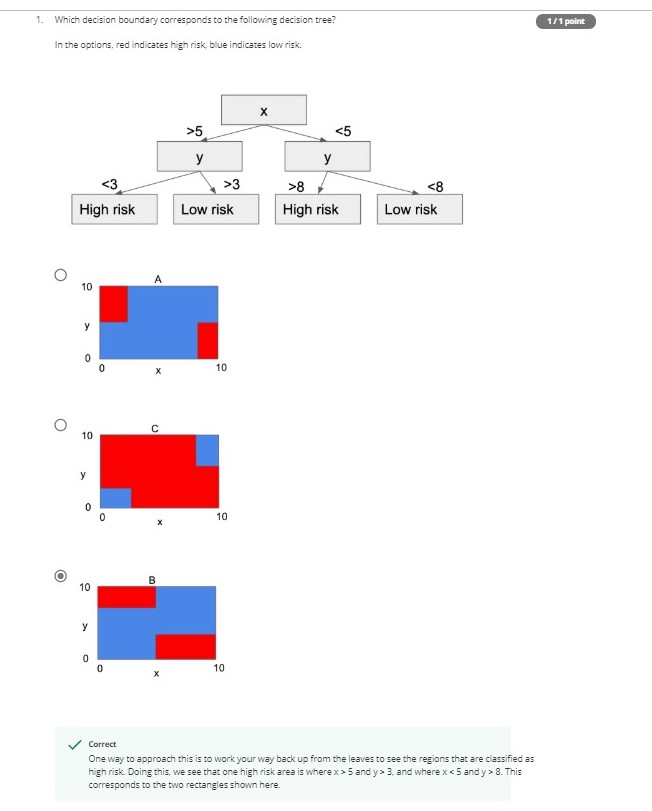 1. Which decision boundary corresponds to the following decision tree?
1 / 1 point
In the options, red indicates high risk, blue indicates low risk.
x
>5
<5
y
y
<3
>3
>8
<8
High risk
Low risk
High risk
Low risk
A
10
y
0
0
x
10
C
10
y
0
0
x
10
B
10
y
0
0
x
10
Correct
One way to approach this is to work your way back up from the leaves to see the regions that are classified as
high risk. Doing this, we see that one high risk area is where x > 5 and y > 3, and where x < 5 and y > 8. This
corresponds to the two rectangles shown here.